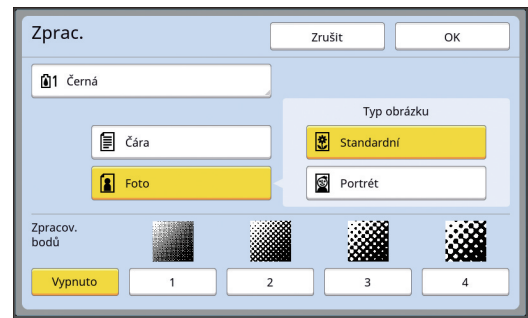 Zprac.
Zrušit
OK
1 Černá
Typ obrázku
Čára
Standardní
Foto
Portrét
Zpracov.
bodů
Vypnuto
1
2
3
4